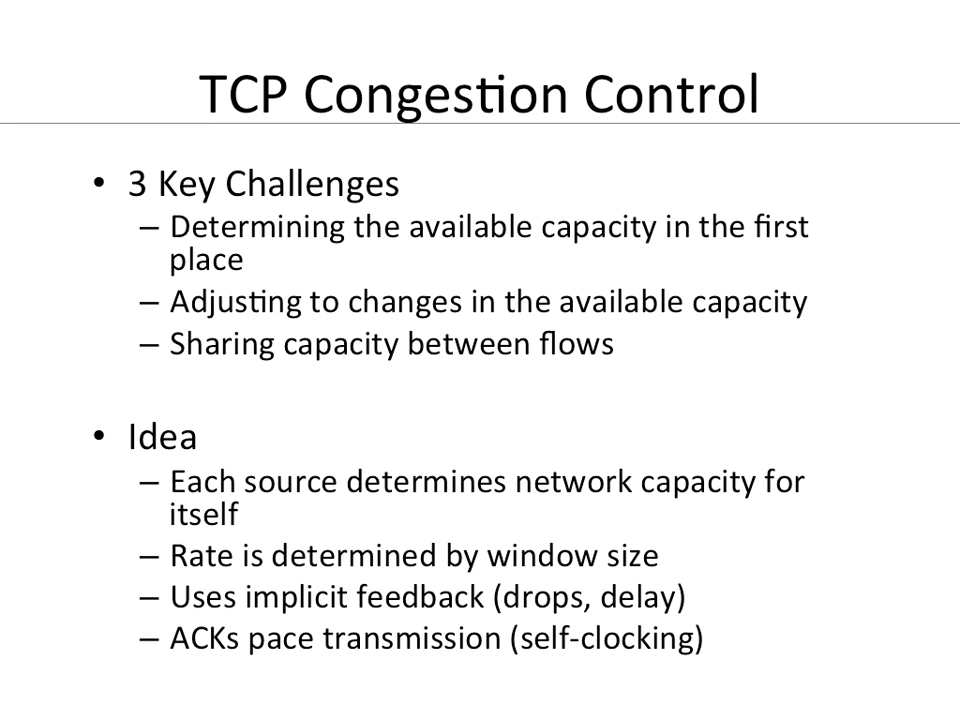 TCP Congestion Control
• 3 Key Challenges
– Determining the available capacity in the first
place
– Adjusting to changes in the available capacity
– Sharing capacity between flows
• Idea
– Each source determines network capacity for
itself
– Rate is determined by window size
– Uses implicit feedback (drops, delay)
– ACKs pace transmission (self-clocking)